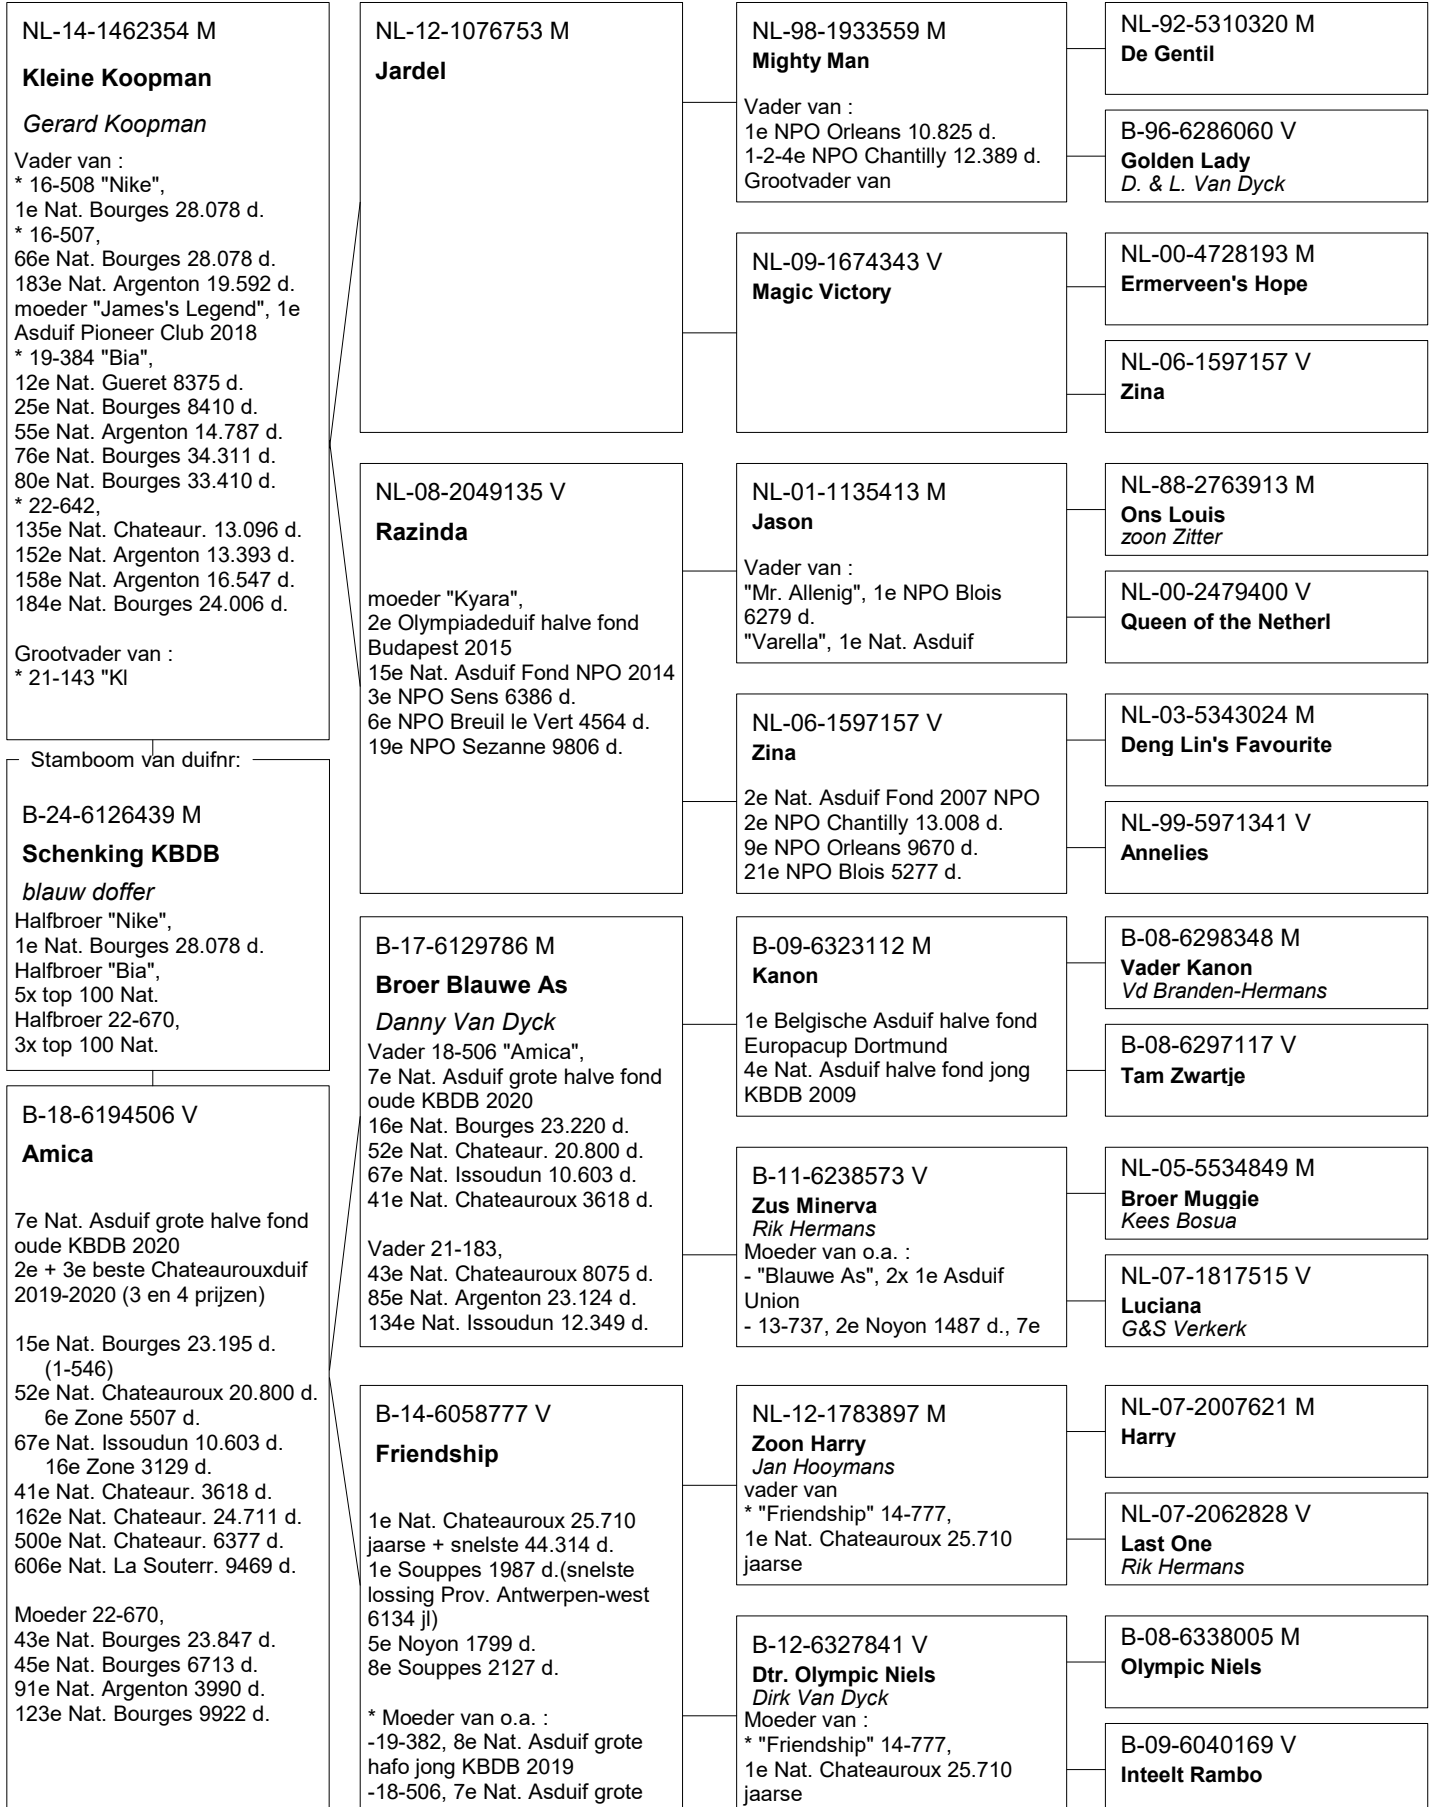 NL-14-1462354 M
Kleine Koopman
Gerard Koopman
Vader van :
* 16-508 "Nike",
1e Nat. Bourges 28.078 d.
* 16-507,
66e Nat. Bourges 28.078 d.
183e Nat. Argenton 19.592 d.
moeder "James's Legend", 1e
Asduif Pioneer Club 2018
* 19-384 "Bia",
12e Nat. Gueret 8375 d.
25e Nat. Bourges 8410 d.
55e Nat. Argenton 14.787 d.
76e Nat. Bourges 34.311 d.
80e Nat. Bourges 33.410 d.
* 22-642,
135e Nat. Chateaur. 13.096 d.
152e Nat. Argenton 13.393 d.
158e Nat. Argenton 16.547 d.
184e Nat. Bourges 24.006 d.
Grootvader van :
* 21-143 "Kl
Stamboom van duifnr:
B-24-6126439 M
Schenking KBDB
blauw doffer
Halfbroer "Nike",
1e Nat. Bourges 28.078 d.
Halfbroer "Bia",
5x top 100 Nat.
Halfbroer 22-670,
3x top 100 Nat.
B-18-6194506 V
Amica
7e Nat. Asduif grote halve fond
oude KBDB 2020
2e + 3e beste Chateaurouxduif
2019-2020 (3 en 4 prijzen)
15e Nat. Bourges 23.195 d.
(1-546)
52e Nat. Chateauroux 20.800 d.
6e Zone 5507 d.
67e Nat. Issoudun 10.603 d.
16e Zone 3129 d.
41e Nat. Chateaur. 3618 d.
162e Nat. Chateaur. 24.711 d.
500e Nat. Chateaur. 6377 d.
606e Nat. La Souterr. 9469 d.
Moeder 22-670,
43e Nat. Bourges 23.847 d.
45e Nat. Bourges 6713 d.
91e Nat. Argenton 3990 d.
123e Nat. Bourges 9922 d.
NL-12-1076753 M
Jardel
NL-08-2049135 V
Razinda
moeder "Kyara",
2e Olympiadeduif halve fond
Budapest 2015
15e Nat. Asduif Fond NPO 2014
3e NPO Sens 6386 d.
6e NPO Breuil le Vert 4564 d.
19e NPO Sezanne 9806 d.
B-17-6129786 M
Broer Blauwe As
Danny Van Dyck
Vader 18-506 "Amica",
7e Nat. Asduif grote halve fond
oude KBDB 2020
16e Nat. Bourges 23.220 d.
52e Nat. Chateaur. 20.800 d.
67e Nat. Issoudun 10.603 d.
41e Nat. Chateauroux 3618 d.
Vader 21-183,
43e Nat. Chateauroux 8075 d.
85e Nat. Argenton 23.124 d.
134e Nat. Issoudun 12.349 d.
B-14-6058777 V
Friendship
1e Nat. Chateauroux 25.710
jaarse + snelste 44.314 d.
1e Souppes 1987 d.(snelste
lossing Prov. Antwerpen-west
6134 jl)
5e Noyon 1799 d.
8e Souppes 2127 d.
* Moeder van o.a. :
-19-382, 8e Nat. Asduif grote
hafo jong KBDB 2019
-18-506, 7e Nat. Asduif grote
NL-98-1933559 M
Mighty Man
Vader van :
1e NPO Orleans 10.825 d.
1-2-4e NPO Chantilly 12.389 d.
Grootvader van
NL-09-1674343 V
Magic Victory
NL-01-1135413 M
Jason
Vader van :
"Mr. Allenig", 1e NPO Blois
6279 d.
"Varella", 1e Nat. Asduif
NL-06-1597157 V
Zina
2e Nat. Asduif Fond 2007 NPO
2e NPO Chantilly 13.008 d.
9e NPO Orleans 9670 d.
21e NPO Blois 5277 d.
B-09-6323112 M
Kanon
1e Belgische Asduif halve fond
Europacup Dortmund
4e Nat. Asduif halve fond jong
KBDB 2009
B-11-6238573 V
Zus Minerva
Rik Hermans
Moeder van o.a. :
- "Blauwe As", 2x 1e Asduif
Union
- 13-737, 2e Noyon 1487 d., 7e
NL-12-1783897 M
Zoon Harry
Jan Hooymans
vader van
* "Friendship" 14-777,
1e Nat. Chateauroux 25.710
jaarse
B-12-6327841 V
Dtr. Olympic Niels
Dirk Van Dyck
Moeder van :
* "Friendship" 14-777,
1e Nat. Chateauroux 25.710
jaarse
NL-92-5310320 M
De Gentil
B-96-6286060 V
Golden Lady
D. & L. Van Dyck
NL-00-4728193 M
Ermerveen's Hope
NL-06-1597157 V
Zina
NL-88-2763913 M
Ons Louis
zoon Zitter
NL-00-2479400 V
Queen of the Netherl
NL-03-5343024 M
Deng Lin's Favourite
NL-99-5971341 V
Annelies
B-08-6298348 M
Vader Kanon
Vd Branden-Hermans
B-08-6297117 V
Tam Zwartje
NL-05-5534849 M
Broer Muggie
Kees Bosua
NL-07-1817515 V
Luciana
G&S Verkerk
NL-07-2007621 M
Harry
NL-07-2062828 V
Last One
Rik Hermans
B-08-6338005 M
Olympic Niels
B-09-6040169 V
Inteelt Rambo